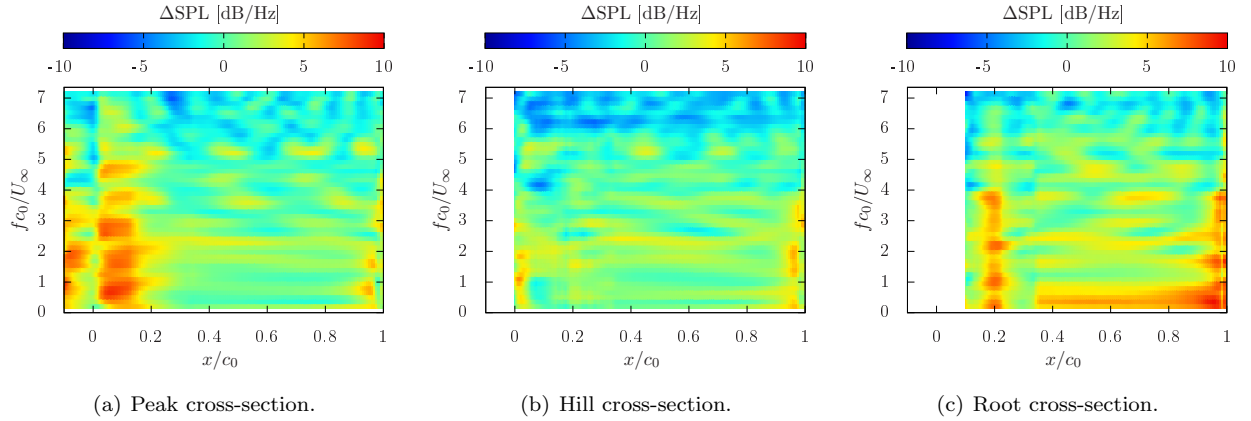 ΔSPL [dB/Hz]
-10 -5 0 5 10
7
6
5
4
3
2
1
0
fc₀/U∞
0 0.2 0.4 0.6 0.8 1
x/c₀
(a) Peak cross-section.
ΔSPL [dB/Hz]
-10 -5 0 5 10
7
6
5
4
3
2
1
0
fc₀/U∞
0 0.2 0.4 0.6 0.8 1
x/c₀
(b) Hill cross-section.
ΔSPL [dB/Hz]
-10 -5 0 5 10
7
6
5
4
3
2
1
0
fc₀/U∞
0 0.2 0.4 0.6 0.8 1
x/c₀
(c) Root cross-section.